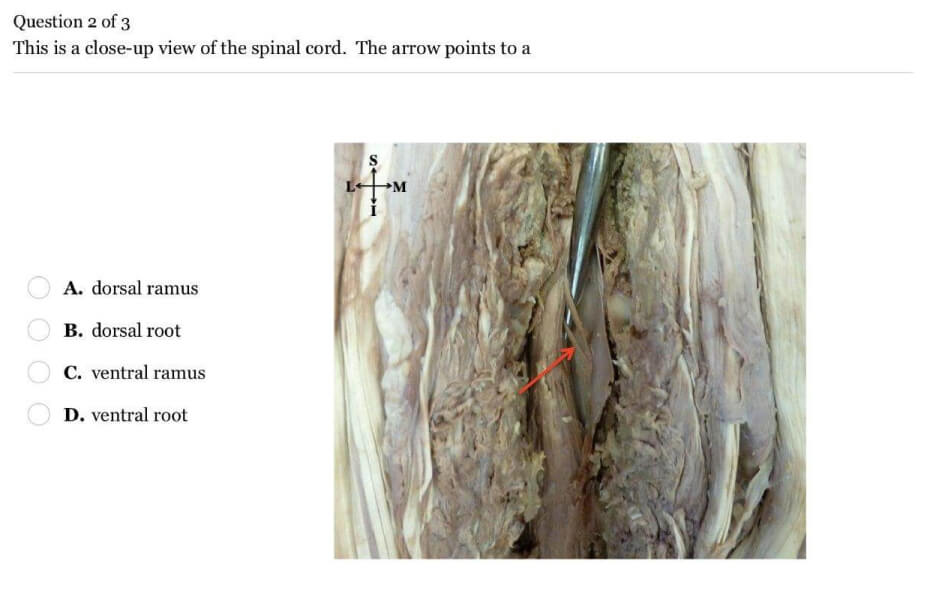 Question 2 of 3
This is a close-up view of the spinal cord. The arrow points to a
S
L M
I
A. dorsal ramus
B. dorsal root
C. ventral ramus
D. ventral root